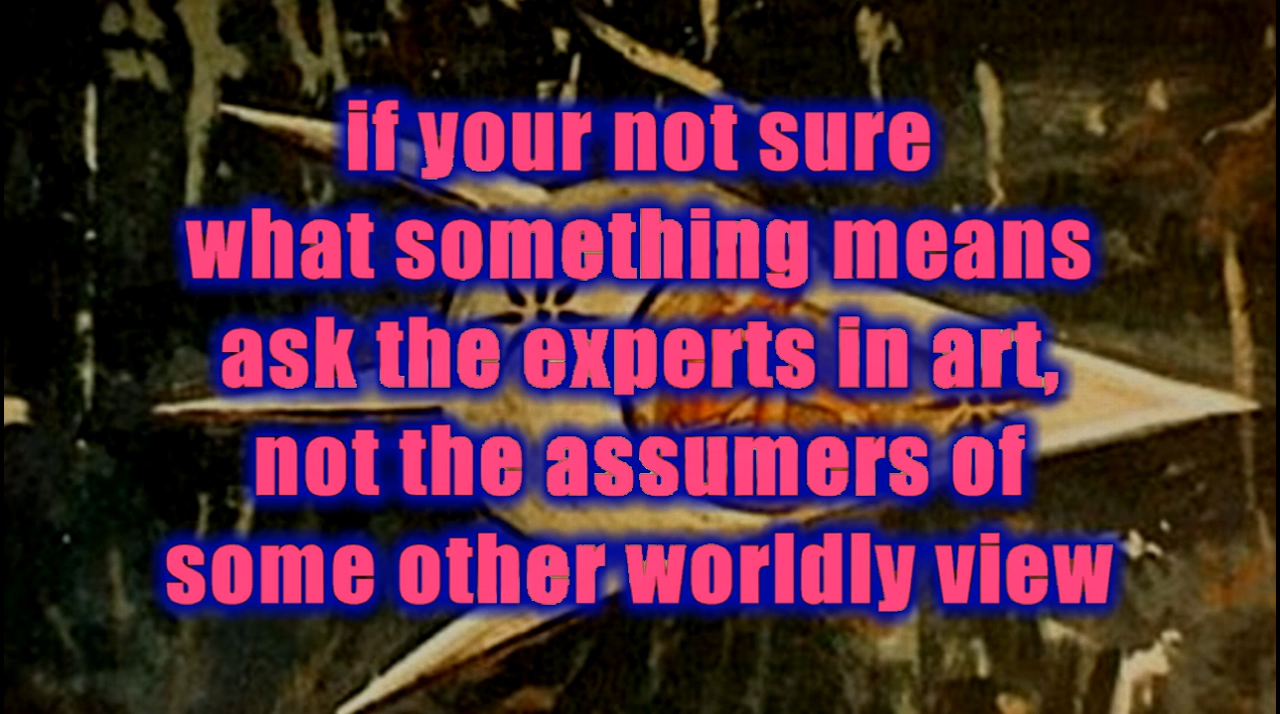 if your not sure
what something means
ask the experts in art,
not the assumers of
some other worldly view